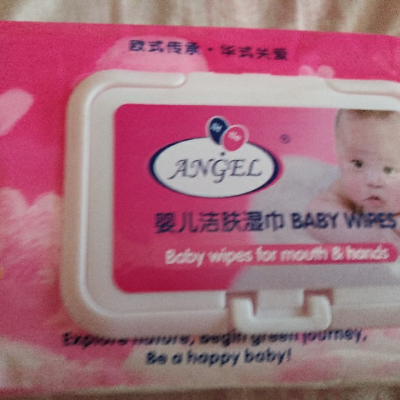 欧式传承·华式关爱
ANGEL®
婴儿洁肤湿巾 BABY WIPES
Baby wipes for mouth & hands
Explore nature, begin green journey,
Be a happy baby!